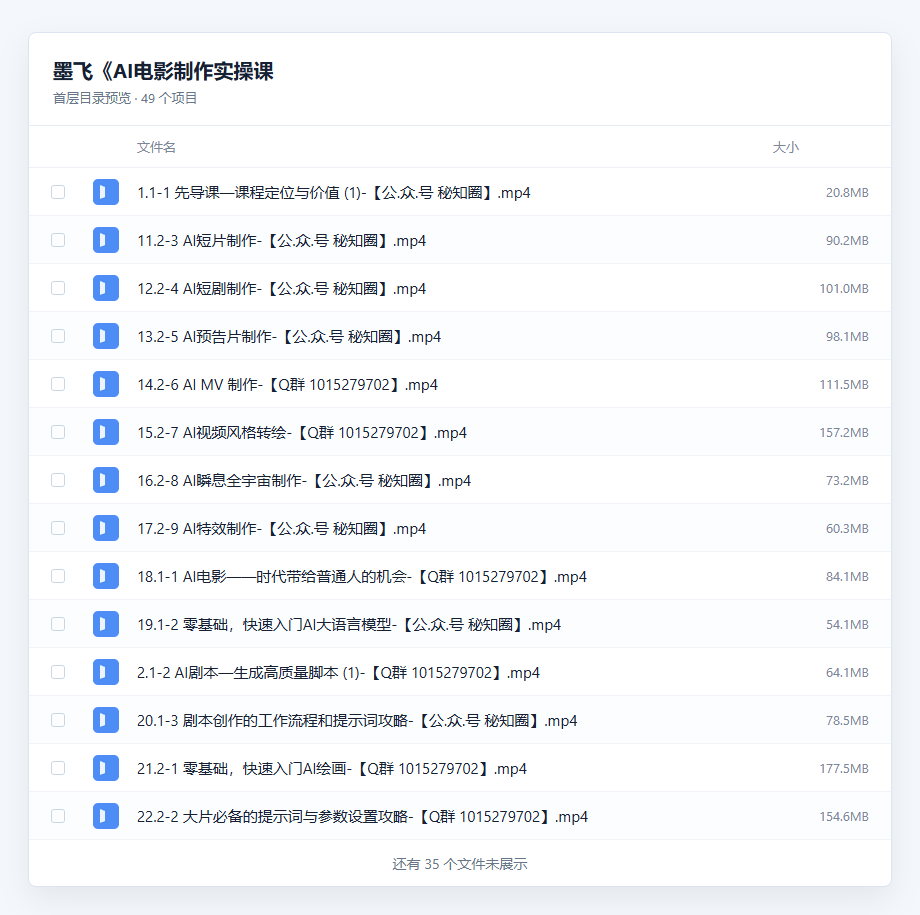 墨飞《AI电影制作实操课
首层目录预览 · 49 个项目
文件名 大小
1.1-1 先导课—课程定位与价值 (1)-【公.众.号 秘知圈】.mp4 20.8MB
11.2-3 AI短片制作-【公.众.号 秘知圈】.mp4 90.2MB
12.2-4 AI短剧制作-【公.众.号 秘知圈】.mp4 101.0MB
13.2-5 AI预告片制作-【公.众.号 秘知圈】.mp4 98.1MB
14.2-6 AI MV 制作-【Q群 1015279702】.mp4 111.5MB
15.2-7 AI视频风格转绘-【Q群 1015279702】.mp4 157.2MB
16.2-8 AI瞬息全宇宙制作-【公.众.号 秘知圈】.mp4 73.2MB
17.2-9 AI特效制作-【公.众.号 秘知圈】.mp4 60.3MB
18.1-1 AI电影——时代带给普通人的机会-【Q群 1015279702】.mp4 84.1MB
19.1-2 零基础，快速入门AI大语言模型-【公.众.号 秘知圈】.mp4 54.1MB
2.1-2 AI剧本—生成高质量脚本 (1)-【Q群 1015279702】.mp4 64.1MB
20.1-3 剧本创作的工作流程和提示词攻略-【公.众.号 秘知圈】.mp4 78.5MB
21.2-1 零基础，快速入门AI绘画-【Q群 1015279702】.mp4 177.5MB
22.2-2 大片必备的提示词与参数设置攻略-【Q群 1015279702】.mp4 154.6MB
还有 35 个文件未展示